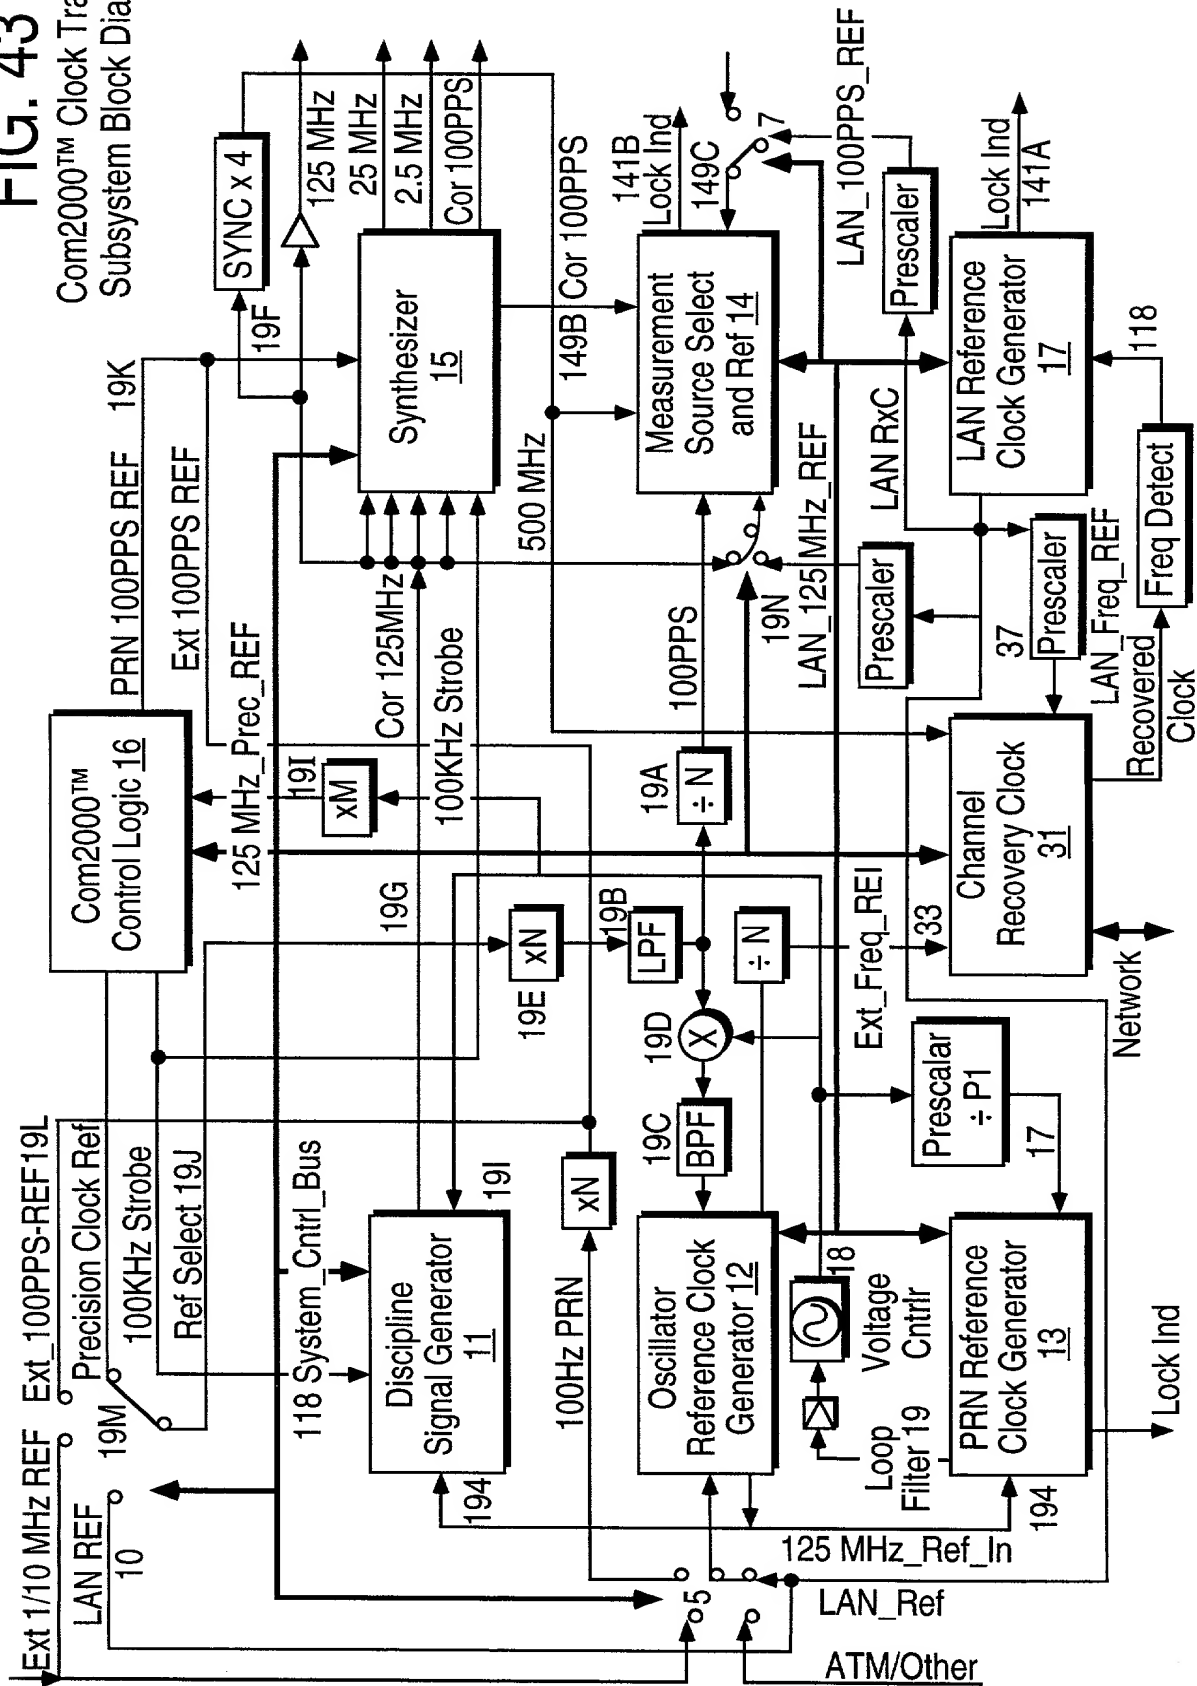 FIG. 43
Com2000™ Clock Tra
Subsystem Block Dia
SYNC x 4
19F
125 MHz
25 MHz
2.5 MHz
Cor 100PPS
PRN 100PPS REF
19K
Ext 100PPS REF
Com2000™
Control Logic 16
125 MHz_Prec_REF
19I
xM
Synthesizer
15
Cor 125MHz
100KHz Strobe
19G
Ext_100PPS-REF19L
Precision Clock Ref
100KHz Strobe
Ref Select 19J
19M
Ext 1/10 MHz REF
LAN REF
10
118 System_Cntrl_Bus
Discipline
Signal Generator
11
19I
194
19E
xN
19B
LPF
100Hz PRN
xN
500 MHz
149B
Cor 100PPS
141B
Lock Ind
149C
7
LAN_100PPS_REF
Measurement
Source Select
and Ref 14
100PPS
19A
÷ N
19N
LAN_125 MHz_REF
÷ N
19D
X
19C
BPF
Oscillator
Reference Clock
Generator 12
5
125 MHz_Ref_In
LAN_Ref
ATM/Other
18
Voltage
Cntrlr
Loop
Filter 19
Prescaler
Lock Ind
141A
LAN RxC
LAN Reference
Clock Generator
17
118
Prescaler
37
Prescaler
LAN_Freq_REF
Freq Detect
Recovered
Clock
Ext_Freq_REI
33
Channel
Recovery Clock
31
Network
Prescalar
÷ P1
17
PRN Reference
Clock Generator
13
194
Lock Ind